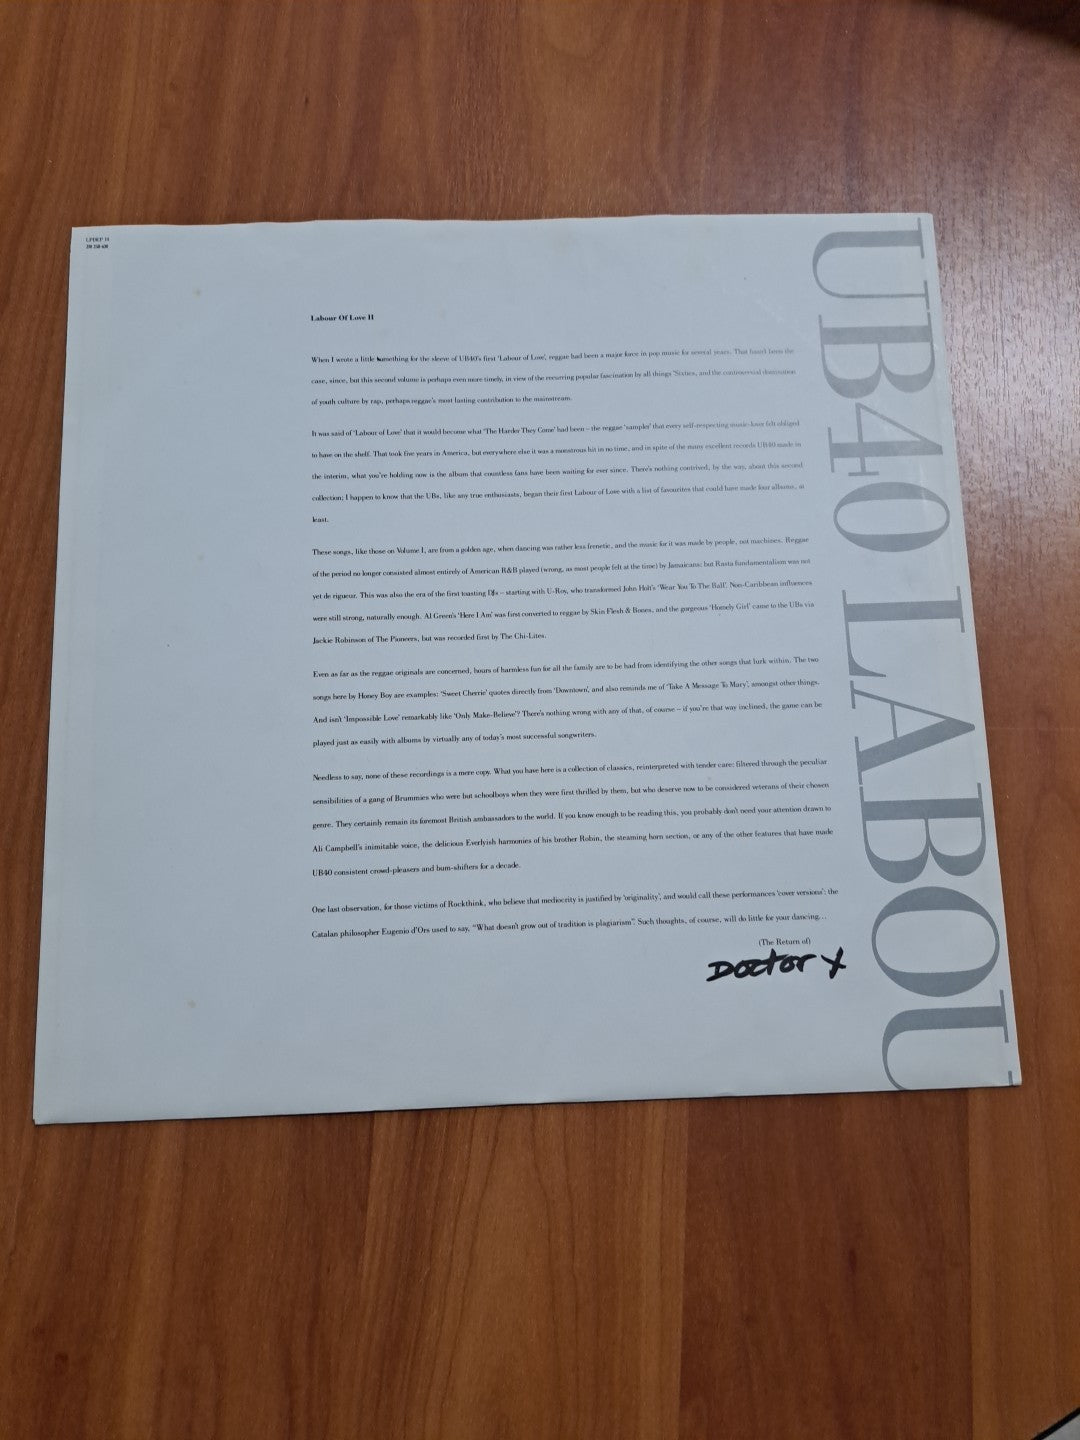 LPDEP 14
Labour Of Love II
When I wrote a little something for the sleeve of UB40's first 'Labour of Love', reggae had been a major force in pop music for several years. That hasn't been the
case, since, but this second volume is perhaps even more timely, in view of the recurring popular fascination by all things 'Sixties, and the controversial domination
of youth culture by rap, perhaps reggae's most lasting contribution to the mainstream.
It was said of 'Labour of Love' that it would become what 'The Harder They Come' had been – the reggae 'sampler' that every self-respecting music-lover felt obliged
to have on the shelf. That took five years in America, but everywhere else it was a monstrous hit in no time, and in spite of the many excellent records UB40 made in
the interim, what you're holding now is the album that countless fans have been waiting for ever since. There's nothing contrived, by the way, about this second
collection; I happen to know that the UBs, like any true enthusiasts, began their first Labour of Love with a list of favourites that could have made four albums, at
least.
These songs, like those on Volume I, are from a golden age, when dancing was rather less frenetic, and the music for it was made by people, not machines. Reggae
of the period no longer consisted almost entirely of American R&B played (wrong, as most people felt at the time) by Jamaicans; but Rasta fundamentalism was not
yet de rigueur. This was also the era of the first toasting DJs – starting with U-Roy, who transformed John Holt's 'Wear You To The Ball'. Non-Caribbean influences
were still strong, naturally enough. Al Green's 'Here I Am' was first converted to reggae by Skin Flesh & Bones, and the gorgeous 'Homely Girl' came to the UBs via
Jackie Robinson of The Pioneers, but was recorded first by The Chi-Lites.
Even as far as the reggae originals are concerned, hours of harmless fun for all the family are to be had from identifying the other songs that lurk within. The two
songs here by Honey Boy are examples: 'Sweet Cherrie' quotes directly from 'Downtown', and also reminds me of 'Take A Message To Mary', amongst other things.
And isn't 'Impossible Love' remarkably like 'Only Make-Believe'? There's nothing wrong with any of that, of course – if you're that way inclined, the game can be
played just as easily with albums by virtually any of today's most successful songwriters.
Needless to say, none of these recordings is a mere copy. What you have here is a collection of classics, reinterpreted with tender care: filtered through the peculiar
sensibilities of a gang of Brummies who were but schoolboys when they were first thrilled by them, but who deserve now to be considered veterans of their chosen
genre. They certainly remain its foremost British ambassadors to the world. If you know enough to be reading this, you probably don't need your attention drawn to
Ali Campbell's inimitable voice, the delicious Everlyish harmonies of his brother Robin, the steaming horn section, or any of the other features that have made
UB40 consistent crowd-pleasers and bum-shifters for a decade.
One last observation, for those victims of Rockthink, who believe that mediocrity is justified by 'originality', and would call these performances 'cover versions': the
Catalan philosopher Eugenio d'Ors used to say, "What doesn't grow out of tradition is plagiarism". Such thoughts, of course, will do little for your dancing...
(The Return of)
Doctor X
UB40 LABOU